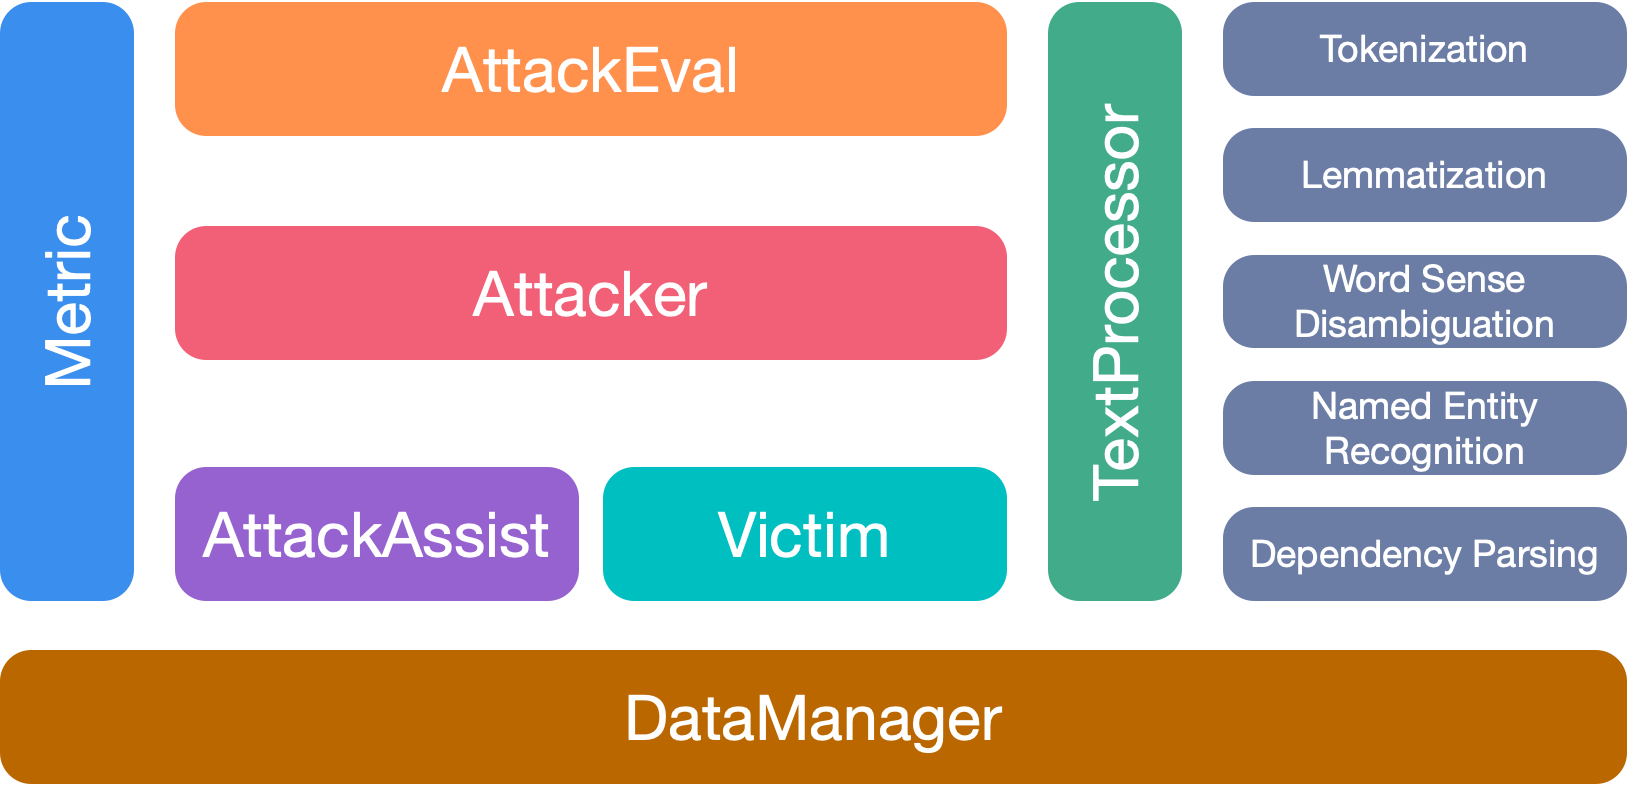 Metric
AttackEval
Attacker
AttackAssist
Victim
TextProcessor
Tokenization
Lemmatization
Word Sense
Disambiguation
Named Entity
Recognition
Dependency Parsing
DataManager